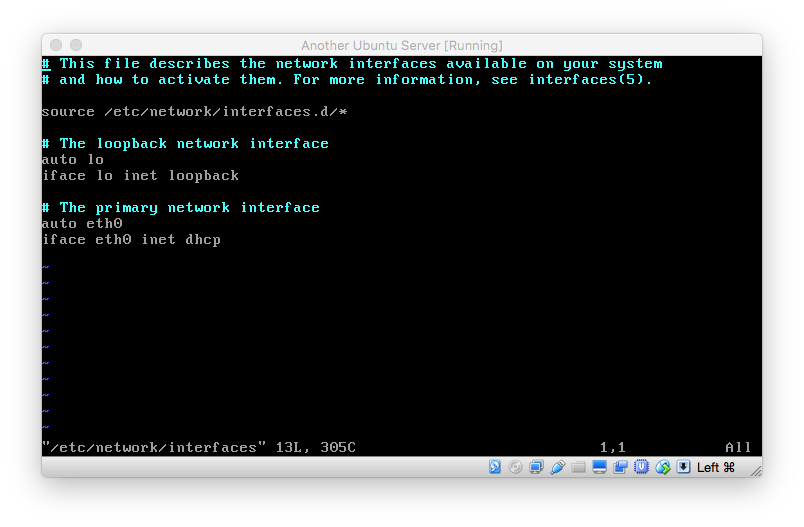 Another Ubuntu Server [Running]
# This file describes the network interfaces available on your system
# and how to activate them. For more information, see interfaces(5).
source /etc/network/interfaces.d/*
# The loopback network interface
auto lo
iface lo inet loopback
# The primary network interface
auto eth0
iface eth0 inet dhcp
~
~
~
~
~
~
~
~
~
~
~
"/etc/network/interfaces" 13L, 305C 1,1 All
Left ⌘